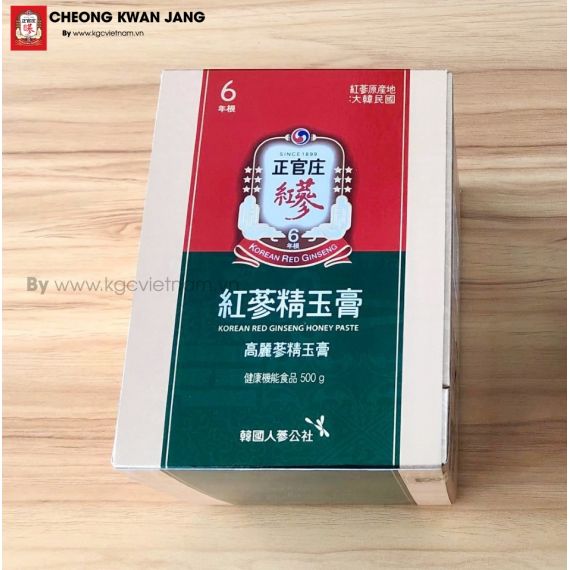 CHEONG KWAN JANG
By www.kgcvietnam.vn
6
年根
紅蔘原産地
:大韓民國
SINCE 1899
正官庄
紅蔘
6
年根
KOREAN RED GINSENG
By www.kgcvietnam.vn
紅蔘精玉膏
KOREAN RED GINSENG HONEY PASTE
高麗蔘精玉膏
健康機能食品 500 g
韓國人蔘公社